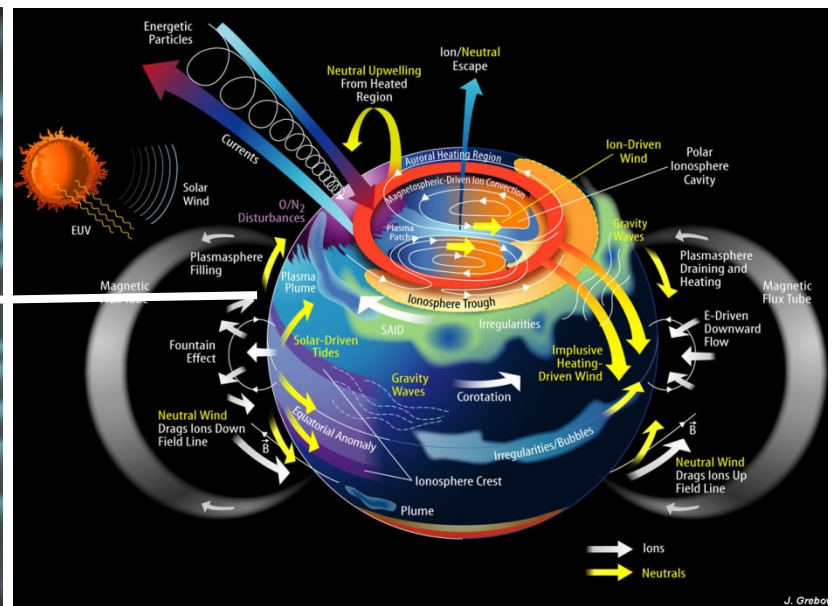 Energetic
Particles
Neutral Upwelling
From Heated
Region
Ion/Neutral
Escape
Currents
Auroral Heating Region
Ion-Driven
Wind
Magnetospheric-Driven Ion Convection
Polar
Ionosphere
Cavity
Solar
Wind
EUV
O/N2
Disturbances
Plasma
Patch
Gravity
Waves
Plasmasphere
Filling
Plasma
Plume
Plasmasphere
Draining and
Heating
Magnetic
Flux Tube
Magnetic
Flux Tube
Ionosphere Trough
SAID
Irregularities
E-Driven
Downward
Flow
Fountain
Effect
Solar-Driven
Tides
Implusive
Heating-
Driven Wind
Gravity
Waves
Corotation
Neutral Wind
Drags Ions Down
Field Line
B
Equatorial Anomaly
Irregularities/Bubbles
B
Ionosphere Crest
Neutral Wind
Drags Ions Up
Field Line
Plume
Ions
Neutrals